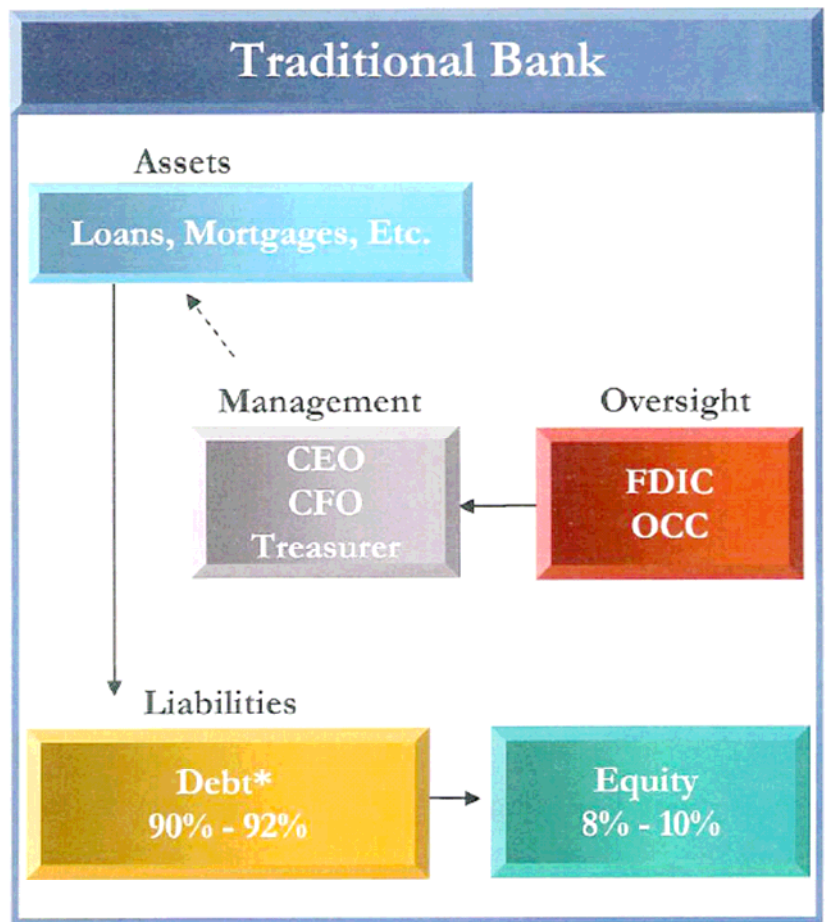 Traditional Bank
Assets
Loans, Mortgages, Etc.
Management
CEO
CFO
Treasurer
Oversight
FDIC
OCC
Liabilities
Debt*
90% - 92%
Equity
8% - 10%